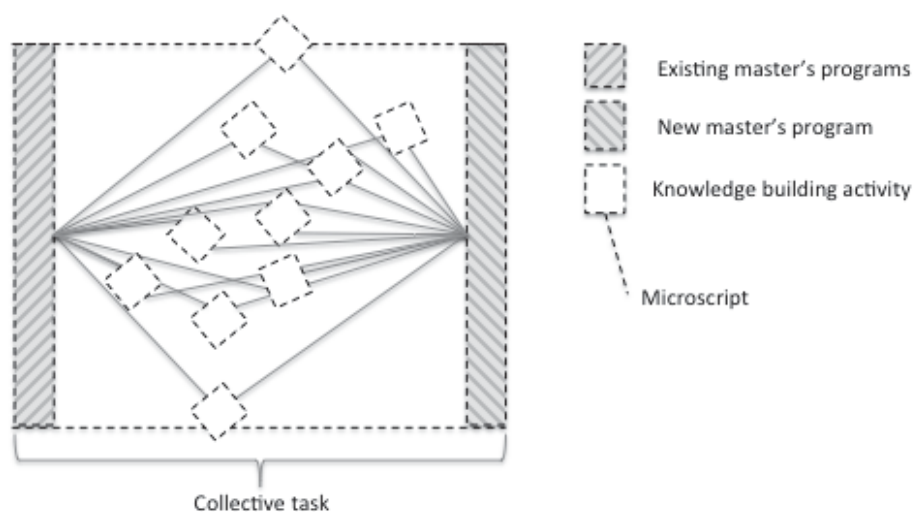 Existing master's programs
New master's program
Knowledge building activity
Microscript
Collective task